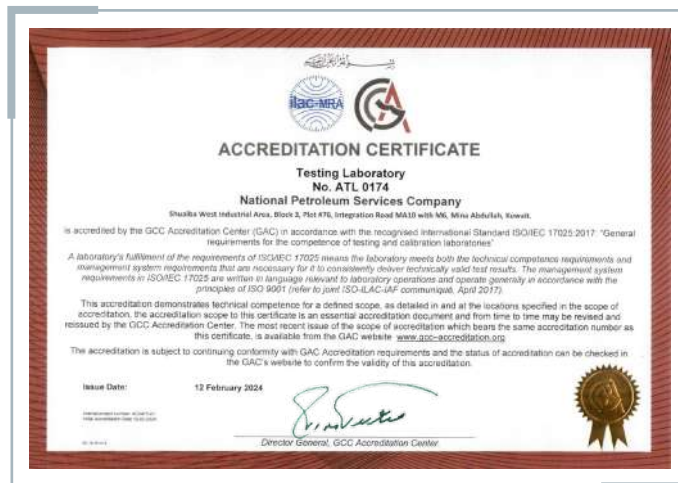 ilac-MRA
ACCREDITATION CERTIFICATE
Testing Laboratory
No. ATL 0174
National Petroleum Services Company
Shuaiba West Industrial Area, Block 3, Plot #76, Integration Road MA10 with M6, Mina Abdullah, Kuwait.
is accredited by the GCC Accreditation Center (GAC) in accordance with the recognised International Standard ISO/IEC 17025:2017: "General
requirements for the competence of testing and calibration laboratories"
A laboratory's fulfillment of the requirements of ISO/IEC 17025 means the laboratory meets both the technical competence requirements and
management system requirements that are necessary for it to consistently deliver technically valid test results. The management system
requirements in ISO/IEC 17025 are written in language relevant to laboratory operations and operate generally in accordance with the
principles of ISO 9001 (refer to joint ISO-ILAC-IAF communiqué, April 2017).
This accreditation demonstrates technical competence for a defined scope, as detailed in and at the locations specified in the scope of
accreditation, the accreditation scope to this certificate is an essential accreditation document and from time to time may be revised and
reissued by the GCC Accreditation Center. The most recent issue of the scope of accreditation which bears the same accreditation number as
this certificate, is available from the GAC website www.gcc-accreditation.org
The accreditation is subject to continuing conformity with GAC Accreditation requirements and the status of accreditation can be checked in
the GAC's website to confirm the validity of this accreditation.
Issue Date: 12 February 2024
Director General, GCC Accreditation Center